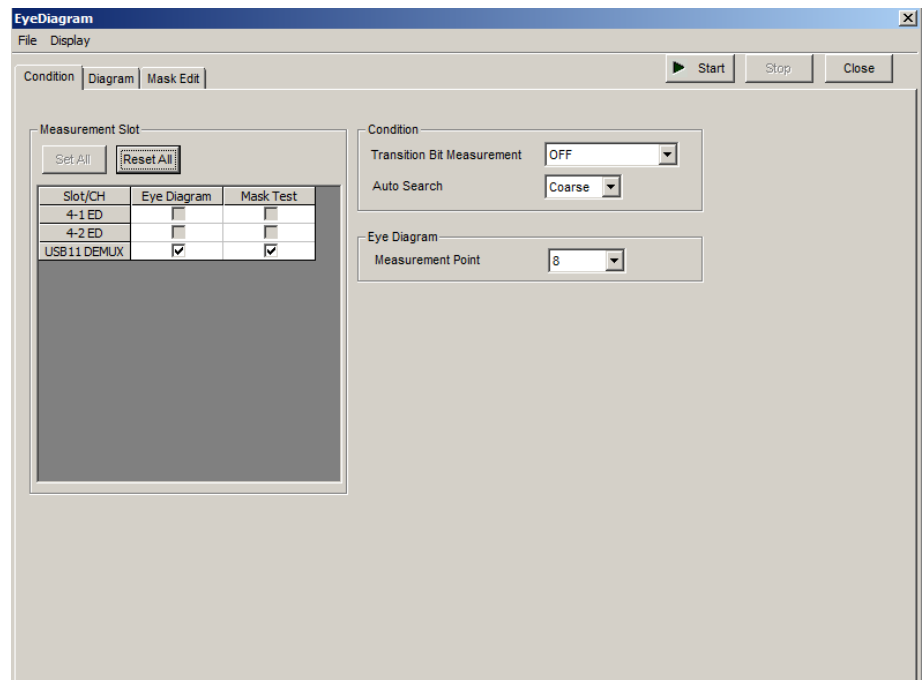 EyeDiagram
File Display
Start Stop Close
Condition Diagram Mask Edit
Measurement Slot
Set All Reset All
Slot/CH Eye Diagram Mask Test
4-1 ED
4-2 ED
USB11 DEMUX
Condition
Transition Bit Measurement OFF
Auto Search Coarse
Eye Diagram
Measurement Point 8